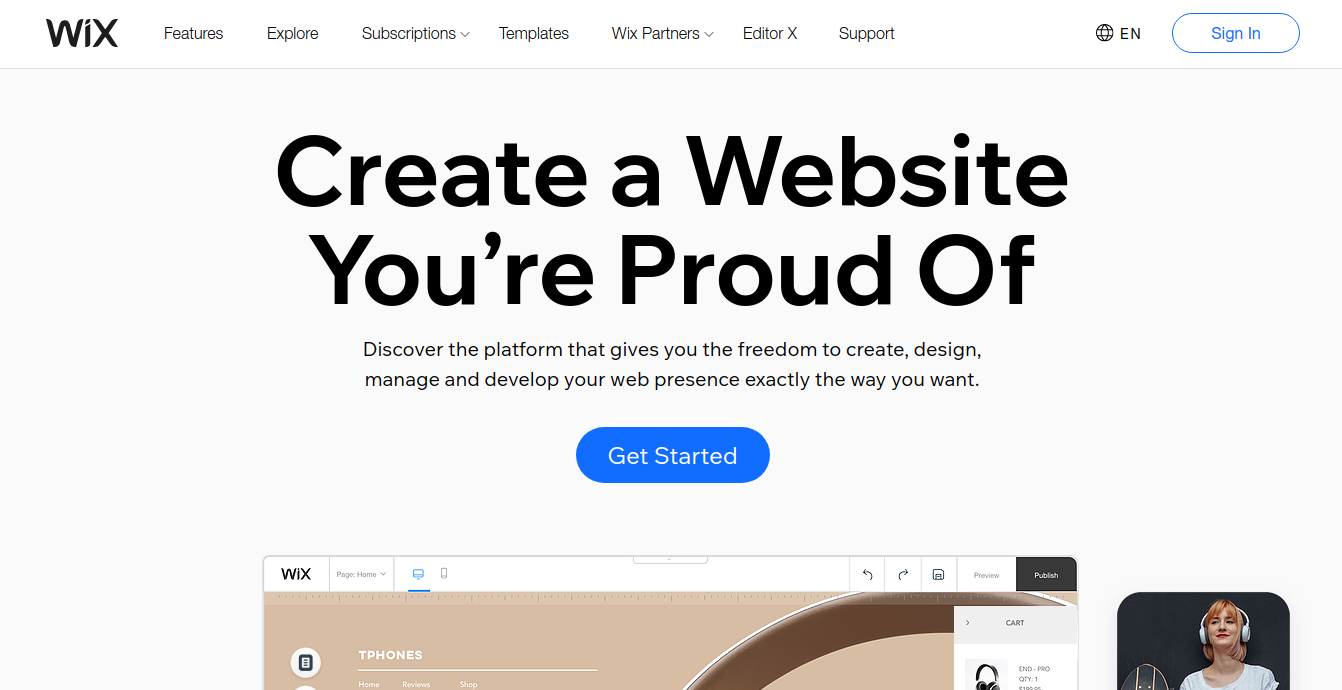 WiX
Features
Explore
Subscriptions
Templates
Wix Partners
Editor X
Support
EN
Sign In
Create a Website
You're Proud Of
Discover the platform that gives you the freedom to create, design,
manage and develop your web presence exactly the way you want.
Get Started
WiX
Page: Home
Preview
Publish
CART
TPHONES
END - PRO
QTY: 1
Home
Reviews
Shop
$199.95